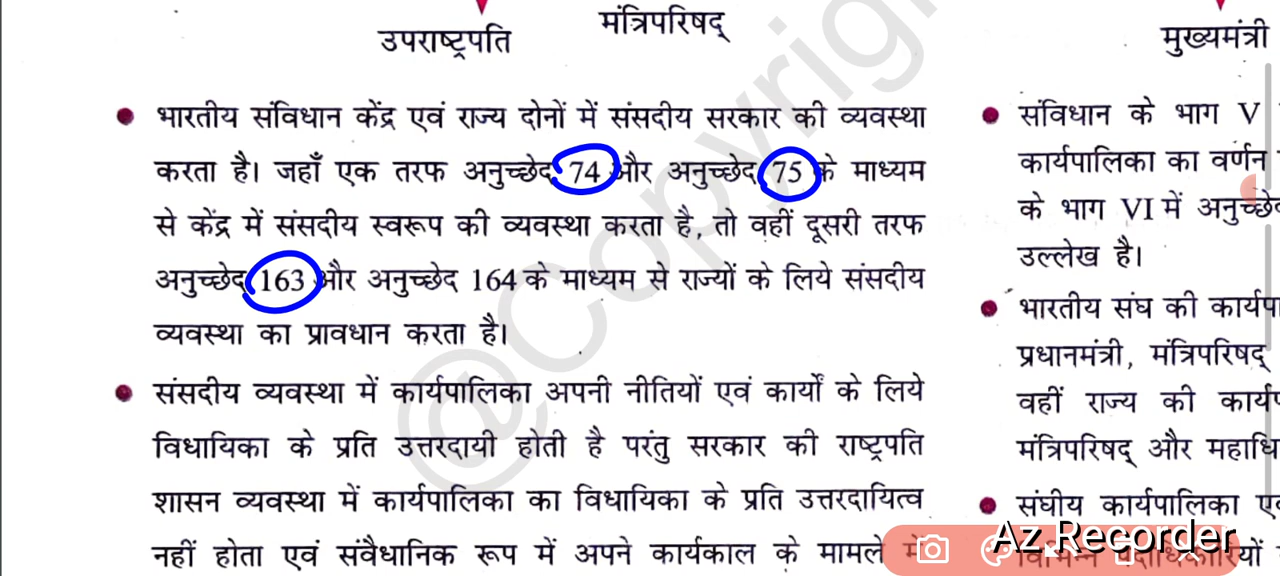 उपराष्ट्रपति
मंत्रिपरिषद्
मुख्यमंत्री
• भारतीय संविधान केंद्र एवं राज्य दोनों में संसदीय सरकार की व्यवस्था
करता है। जहाँ एक तरफ अनुच्छेद 74 और अनुच्छेद 75 के माध्यम
से केंद्र में संसदीय स्वरूप की व्यवस्था करता है, तो वहीं दूसरी तरफ
अनुच्छेद 163 और अनुच्छेद 164 के माध्यम से राज्यों के लिये संसदीय
व्यवस्था का प्रावधान करता है।
• संसदीय व्यवस्था में कार्यपालिका अपनी नीतियों एवं कार्यों के लिये
विधायिका के प्रति उत्तरदायी होती है परंतु सरकार की राष्ट्रपति
शासन व्यवस्था में कार्यपालिका का विधायिका के प्रति उत्तरदायित्व
नहीं होता एवं संवैधानिक रूप में अपने कार्यकाल के मामले में
• संविधान के भाग V
कार्यपालिका का वर्णन
के भाग VI में अनुच्छेद
उल्लेख है।
• भारतीय संघ की
प्रधानमंत्री, मंत्रिपरिषद्
वहीं राज्य की
मंत्रिपरिषद् और
• संघीय कार्यपालिका
@Copyrig
Az Recorder